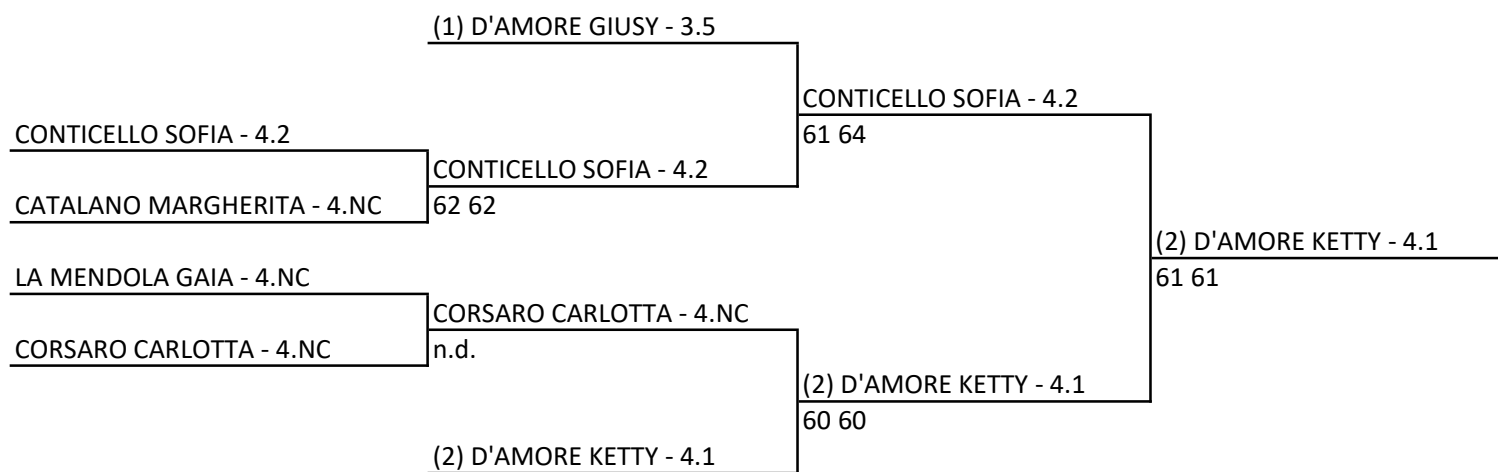 (1) D'AMORE GIUSY - 3.5
CONTICELLO SOFIA - 4.2
CONTICELLO SOFIA - 4.2
61 64
CONTICELLO SOFIA - 4.2
CATALANO MARGHERITA - 4.NC
62 62
(2) D'AMORE KETTY - 4.1
LA MENDOLA GAIA - 4.NC
61 61
CORSARO CARLOTTA - 4.NC
CORSARO CARLOTTA - 4.NC
n.d.
(2) D'AMORE KETTY - 4.1
60 60
(2) D'AMORE KETTY - 4.1